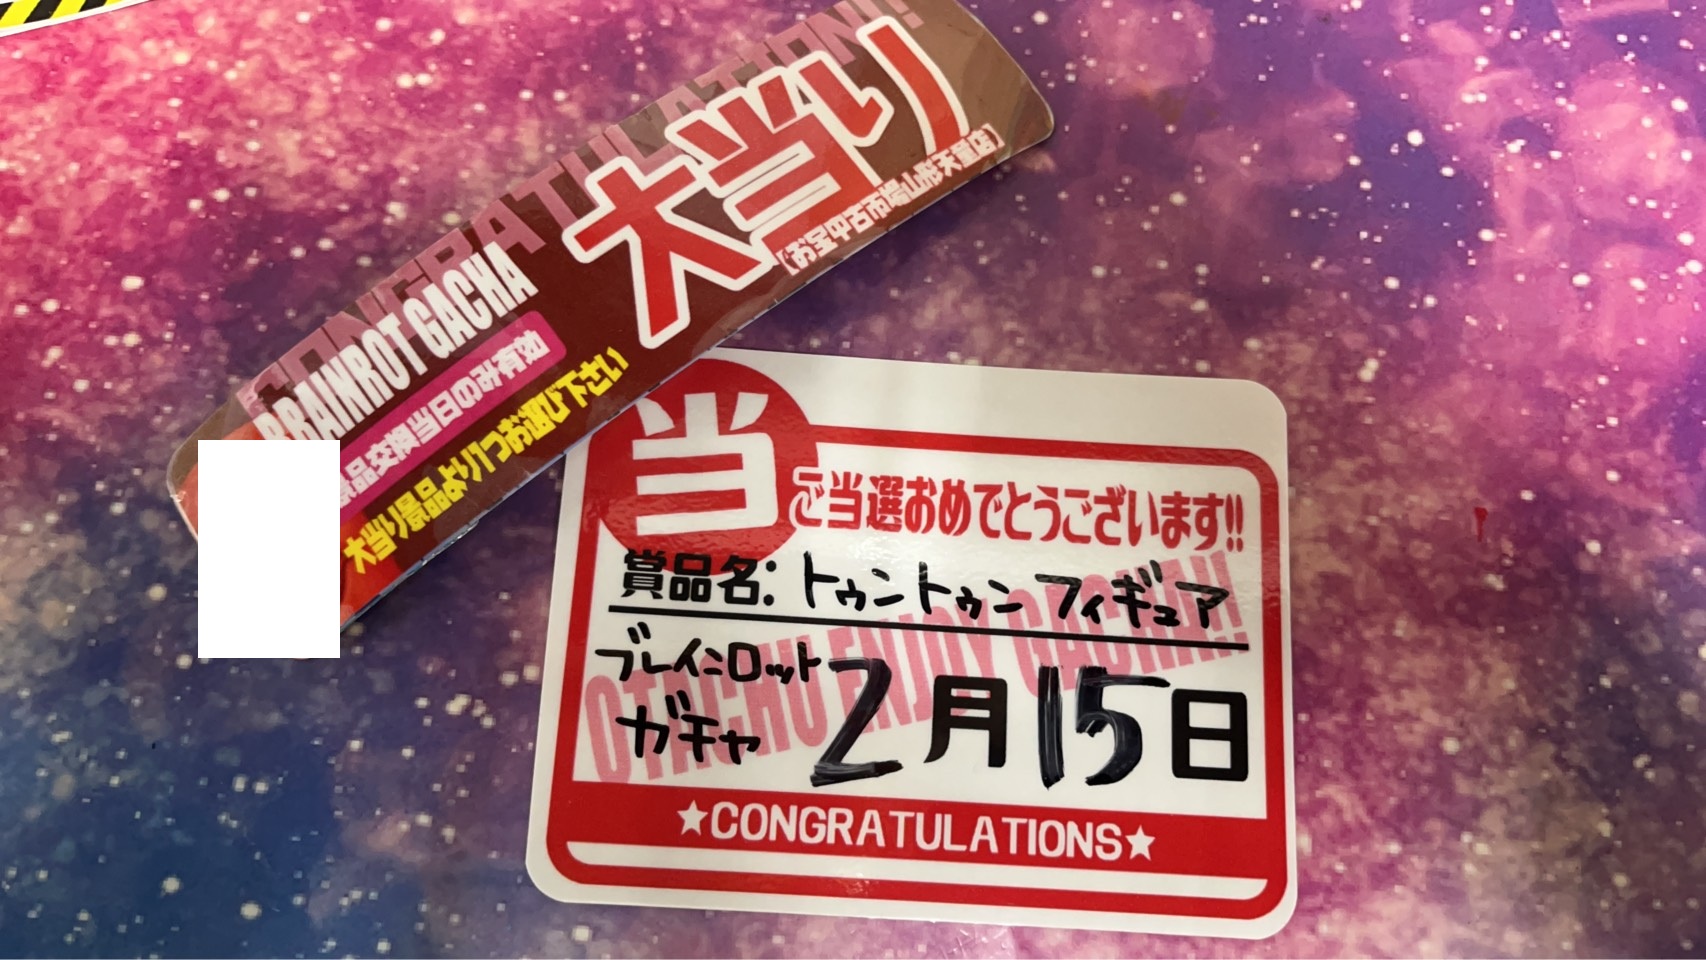 CONGRATULATION!!
大当り
【お宝中古市場山形天童店】
BRAINROT GACHA
景品交換当日のみ有効
大当り景品より1つお選び下さい
当
ご当選おめでとうございます!!
賞品名:トゥントゥンフィギュア
OTACHU ENJOY GACHA!!
ブレインロット
ガチャ
2月15日
★CONGRATULATIONS★